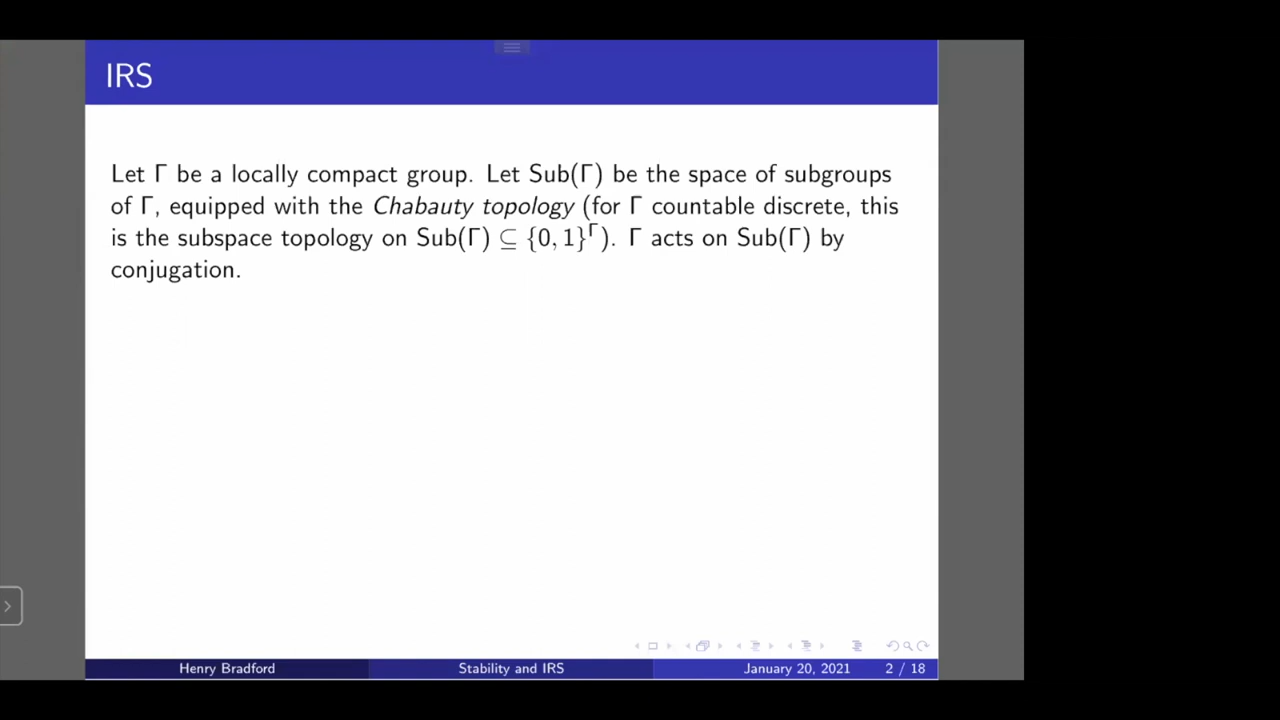 IRS
Let Γ be a locally compact group. Let Sub(Γ) be the space of subgroups
of Γ, equipped with the Chabauty topology (for Γ countable discrete, this
is the subspace topology on Sub(Γ) ⊆ {0, 1}^Γ). Γ acts on Sub(Γ) by
conjugation.
Henry Bradford
Stability and IRS
January 20, 2021
2 / 18